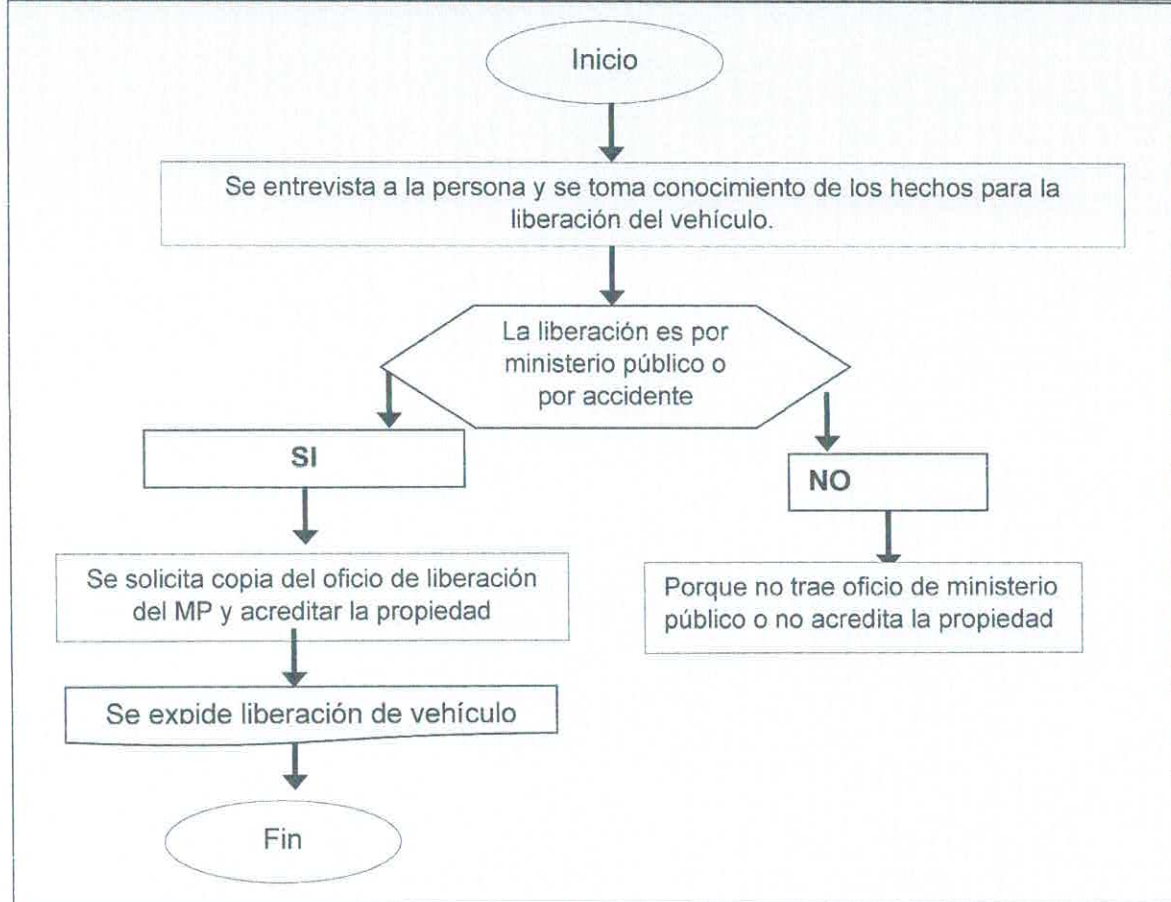 Inicio
Se entrevista a la persona y se toma conocimiento de los hechos para la
liberación del vehículo.
La liberación es por
ministerio público o
por accidente
SI
NO
Se solicita copia del oficio de liberación
del MP y acreditar la propiedad
Porque no trae oficio de ministerio
público o no acredita la propiedad
Se expide liberación de vehículo
Fin